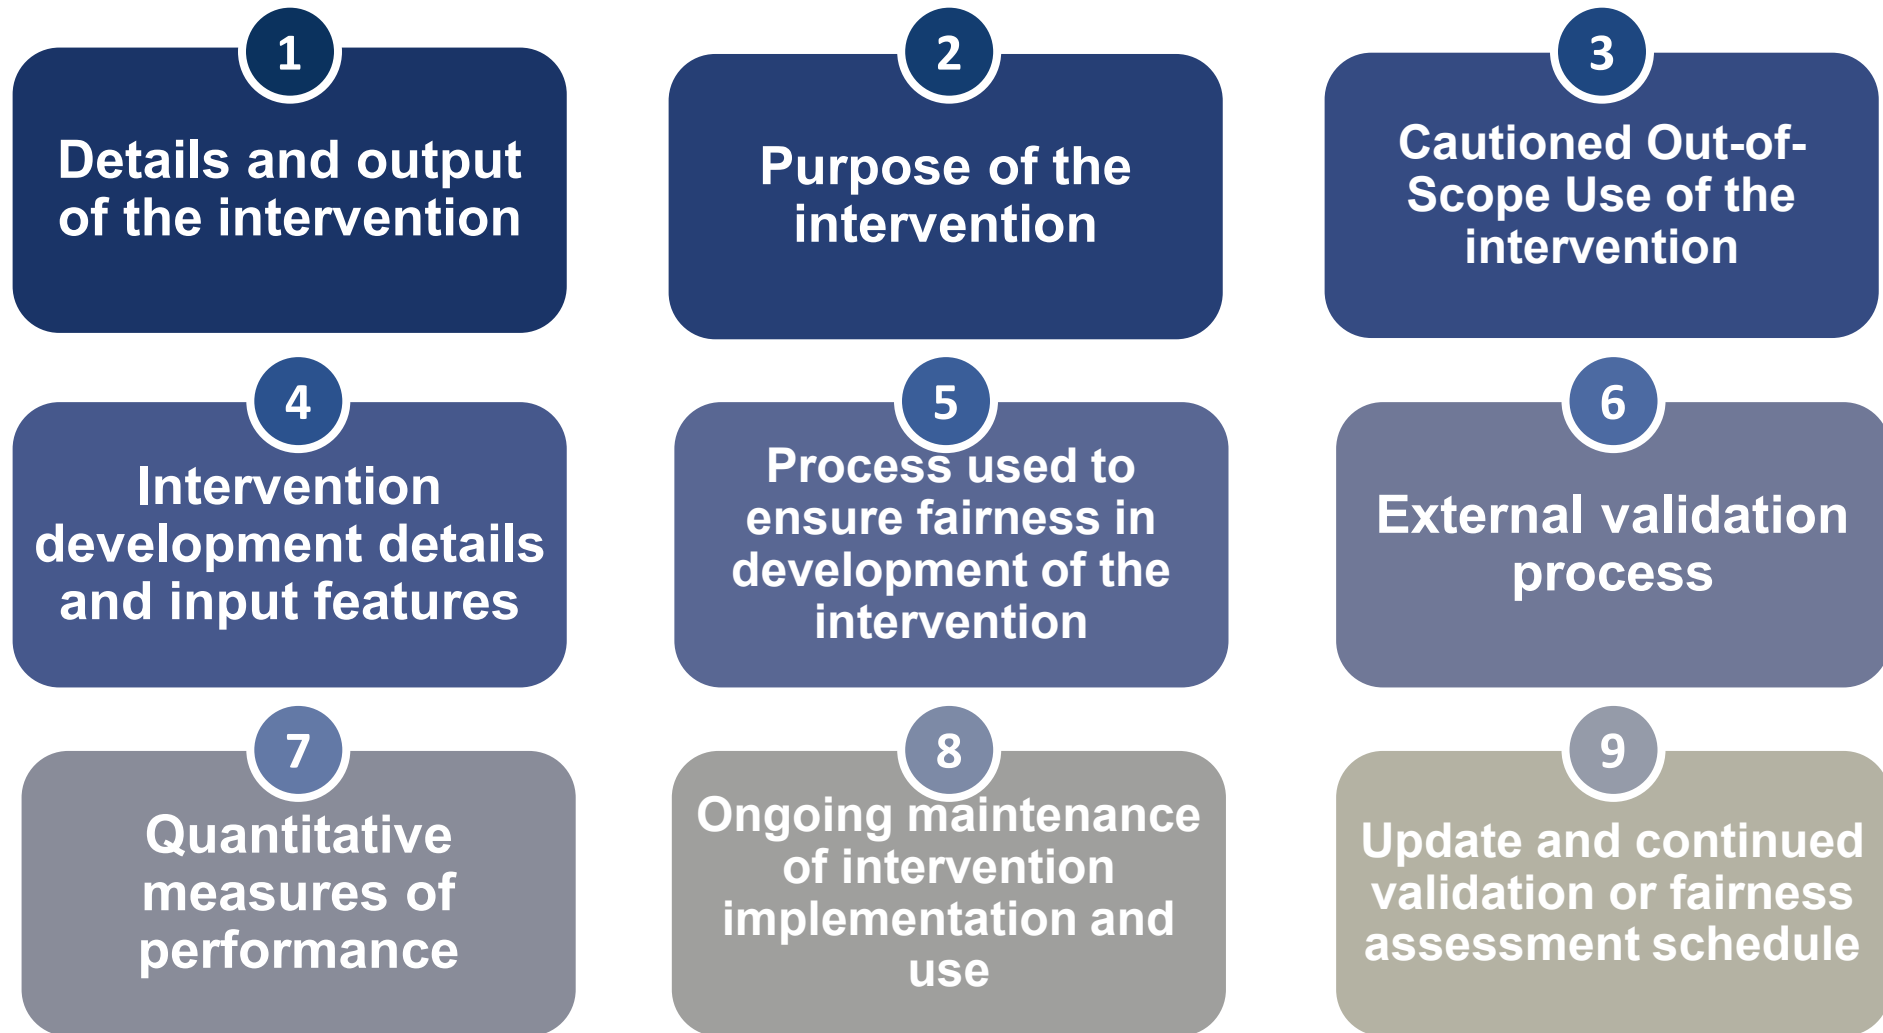 1
Details and output
of the intervention
2
Purpose of the
intervention
3
Cautioned Out-of-
Scope Use of the
intervention
4
Intervention
development details
and input features
5
Process used to
ensure fairness in
development of the
intervention
6
External validation
process
7
Quantitative
measures of
performance
8
Ongoing maintenance
of intervention
implementation and
use
9
Update and continued
validation or fairness
assessment schedule